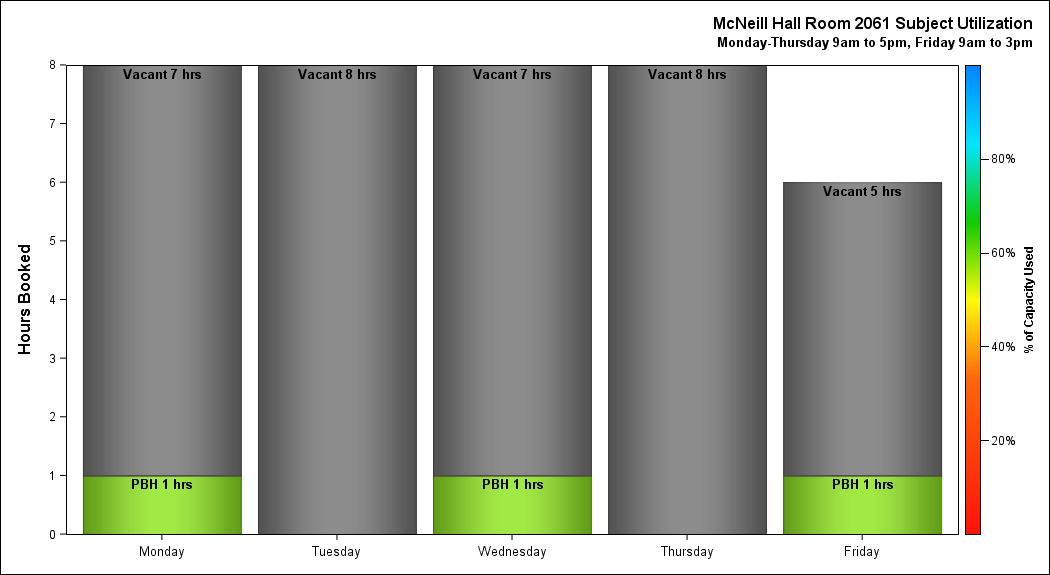 McNeill Hall Room 2061 Subject Utilization
Monday-Thursday 9am to 5pm, Friday 9am to 3pm
Hours Booked
8
7
6
5
4
3
2
1
0
Vacant 7 hrs
Vacant 8 hrs
Vacant 7 hrs
Vacant 8 hrs
Vacant 5 hrs
PBH 1 hrs
PBH 1 hrs
PBH 1 hrs
Monday
Tuesday
Wednesday
Thursday
Friday
80%
60%
40%
20%
% of Capacity Used